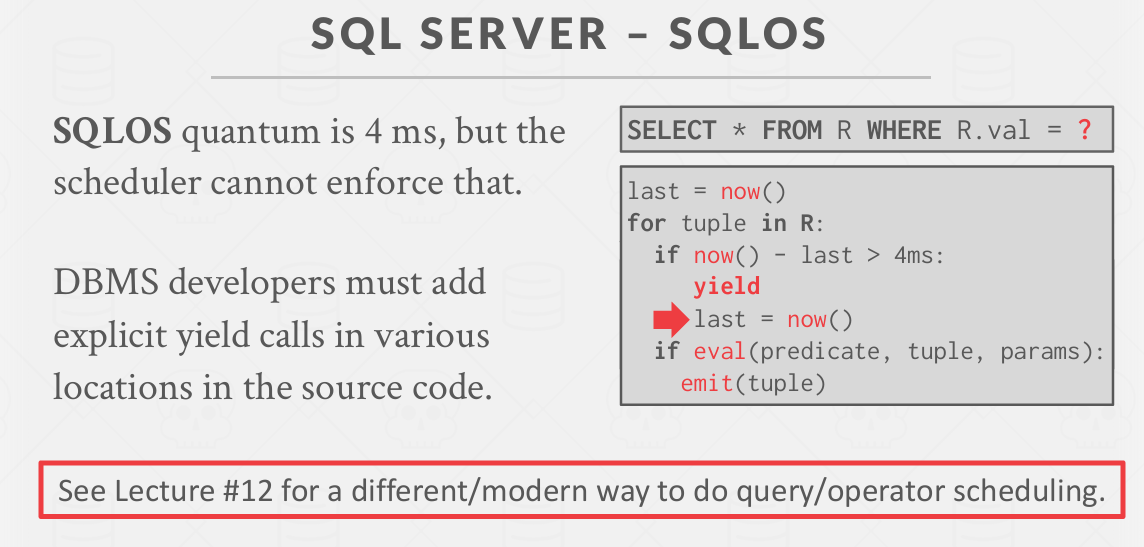 SQL SERVER – SQLOS
SQLOS quantum is 4 ms, but the
scheduler cannot enforce that.
DBMS developers must add
explicit yield calls in various
locations in the source code.
SELECT * FROM R WHERE R.val = ?
last = now()
for tuple in R:
  if now() - last > 4ms:
     yield
     last = now()
  if eval(predicate, tuple, params):
    emit(tuple)
See Lecture #12 for a different/modern way to do query/operator scheduling.